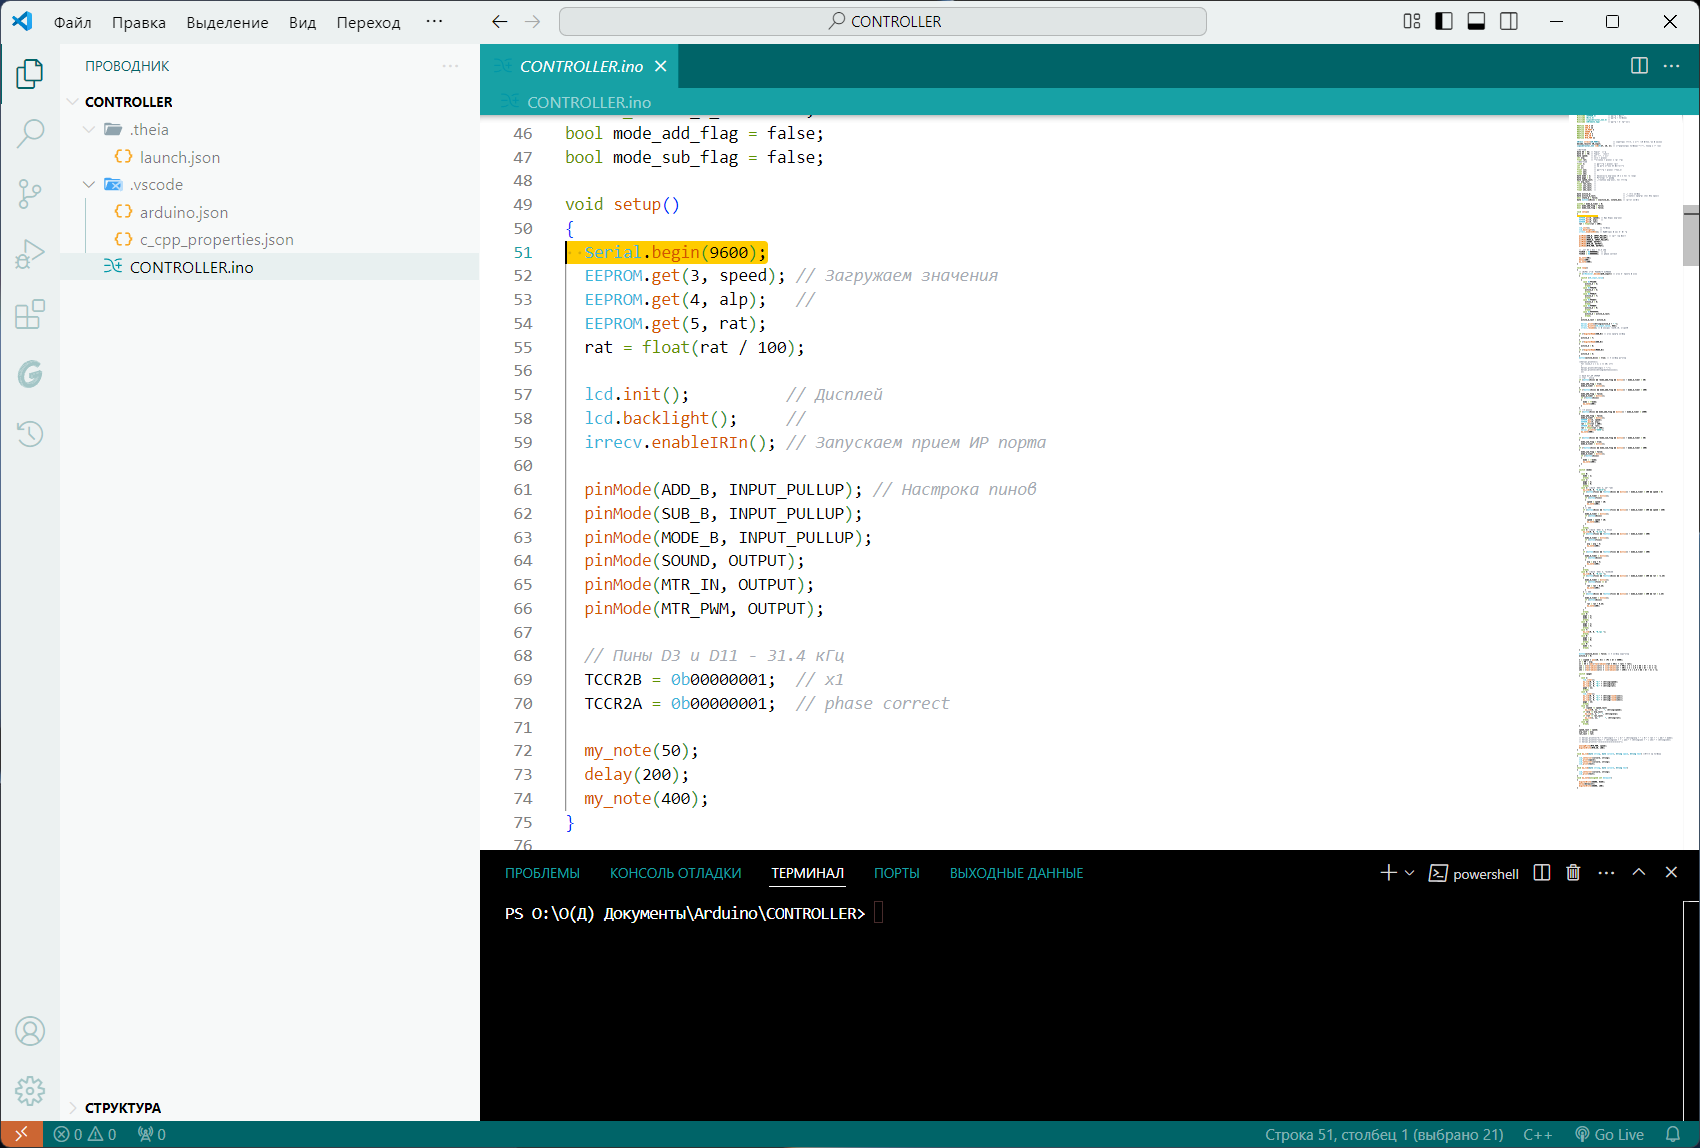 Файл Правка Выделение Вид Переход ··· CONTROLLER
ПРОВОДНИК ···
CONTROLLER
.theia
{} launch.json
.vscode
{} arduino.json
{} c_cpp_properties.json
CONTROLLER.ino
СТРУКТУРА
CONTROLLER.ino
CONTROLLER.ino
46 bool mode_add_flag = false;
47 bool mode_sub_flag = false;
48
49 void setup()
50 {
51 Serial.begin(9600);
52 EEPROM.get(3, speed); // Загружаем значения
53 EEPROM.get(4, alp); //
54 EEPROM.get(5, rat);
55 rat = float(rat / 100);
56
57 lcd.init(); // Дисплей
58 lcd.backlight(); //
59 irrecv.enableIRIn(); // Запускаем прием ИР порта
60
61 pinMode(ADD_B, INPUT_PULLUP); // Настрока пинов
62 pinMode(SUB_B, INPUT_PULLUP);
63 pinMode(MODE_B, INPUT_PULLUP);
64 pinMode(SOUND, OUTPUT);
65 pinMode(MTR_IN, OUTPUT);
66 pinMode(MTR_PWM, OUTPUT);
67
68 // Пины D3 и D11 - 31.4 кГц
69 TCCR2B = 0b00000001; // x1
70 TCCR2A = 0b00000001; // phase correct
71
72 my_note(50);
73 delay(200);
74 my_note(400);
75 }
76
ПРОБЛЕМЫ КОНСОЛЬ ОТЛАДКИ ТЕРМИНАЛ ПОРТЫ ВЫХОДНЫЕ ДАННЫЕ powershell ···
PS O:\O(Д) Документы\Arduino\CONTROLLER>
0 0 0 Строка 51, столбец 1 (выбрано 21) C++ Go Live